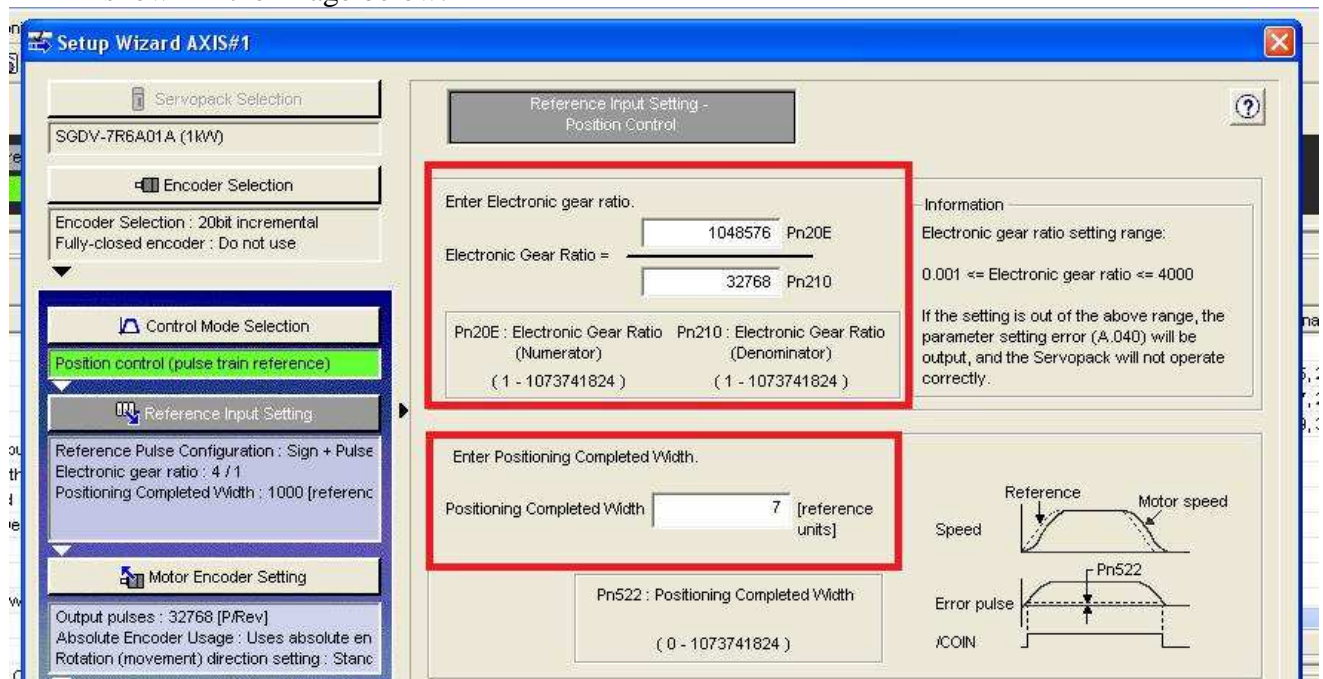 Setup Wizard AXIS#1
Servopack Selection
SGDV-7R6A01A (1kW)
Encoder Selection
Encoder Selection : 20bit incremental
Fully-closed encoder : Do not use
Control Mode Selection
Position control (pulse train reference)
Reference Input Setting
Reference Pulse Configuration : Sign + Pulse
Electronic gear ratio : 4 / 1
Positioning Completed Width : 1000 [referenc
Motor Encoder Setting
Output pulses : 32768 [P/Rev]
Absolute Encoder Usage : Uses absolute en
Rotation (movement) direction setting : Stanc
Reference Input Setting -
Position Control
Enter Electronic gear ratio.
1048576 Pn20E
Electronic Gear Ratio =
32768 Pn210
Pn20E : Electronic Gear Ratio Pn210 : Electronic Gear Ratio
(Numerator) (Denominator)
( 1 - 1073741824 ) ( 1 - 1073741824 )
Information
Electronic gear ratio setting range:
0.001 <= Electronic gear ratio <= 4000
If the setting is out of the above range, the
parameter setting error (A.040) will be
output, and the Servopack will not operate
correctly.
Enter Positioning Completed Width.
Positioning Completed Width 7 [reference
units]
Pn522 : Positioning Completed Width
( 0 - 1073741824 )
Reference
Motor speed
Speed
Pn522
Error pulse
/COIN